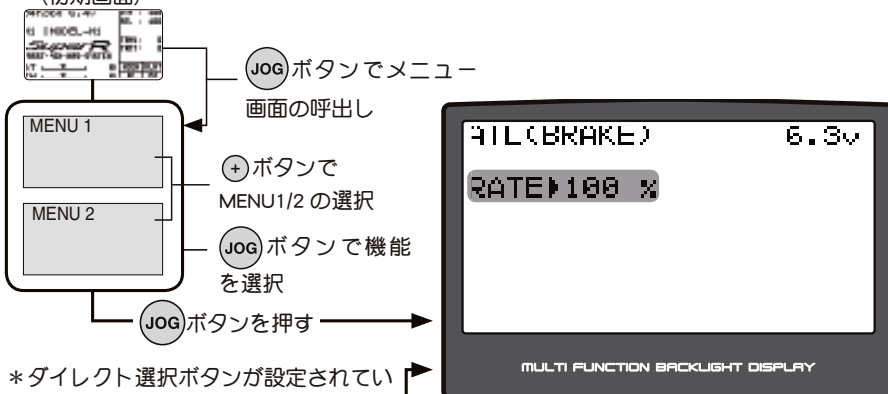 (初期画面)
JOGボタンでメニュー
画面の呼出し
MENU 1
+ボタンで
MENU1/2 の選択
MENU 2
JOGボタンで機能
を選択
JOGボタンを押す
ATL(BRAKE) 6.3v
RATE▶100 %
MULTI FUNCTION BACKLIGHT DISPLAY
*ダイレクト選択ボタンが設定されてい